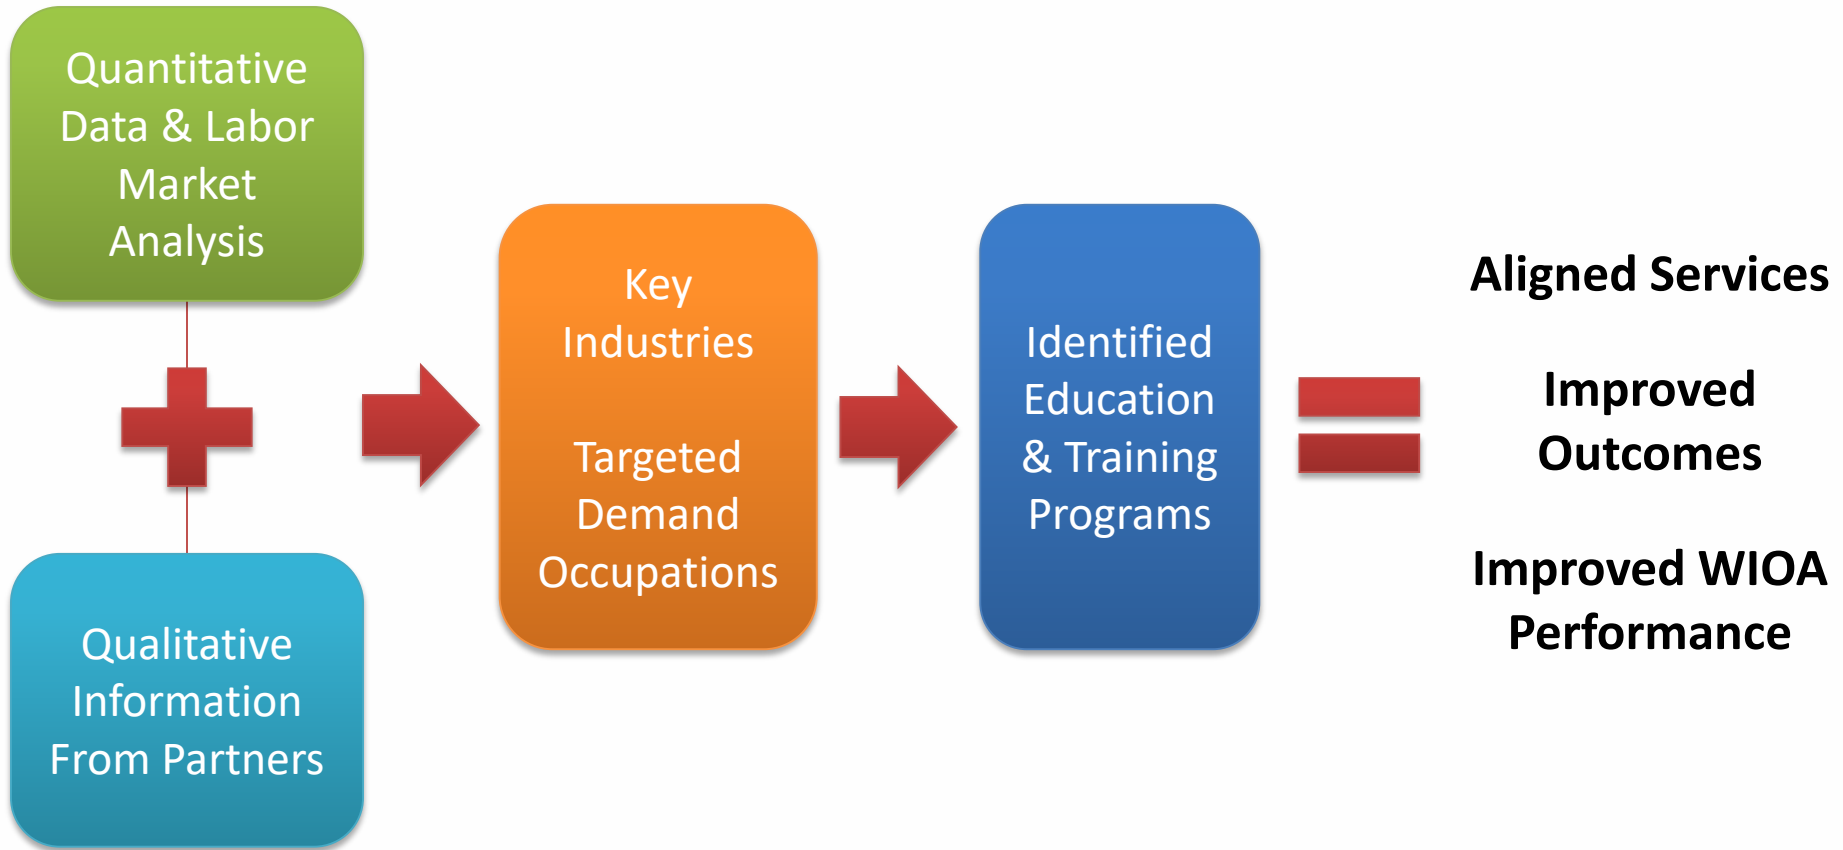 Quantitative
Data & Labor
Market
Analysis
Qualitative
Information
From Partners
Key
Industries
Targeted
Demand
Occupations
Identified
Education
& Training
Programs
Aligned Services
Improved
Outcomes
Improved WIOA
Performance